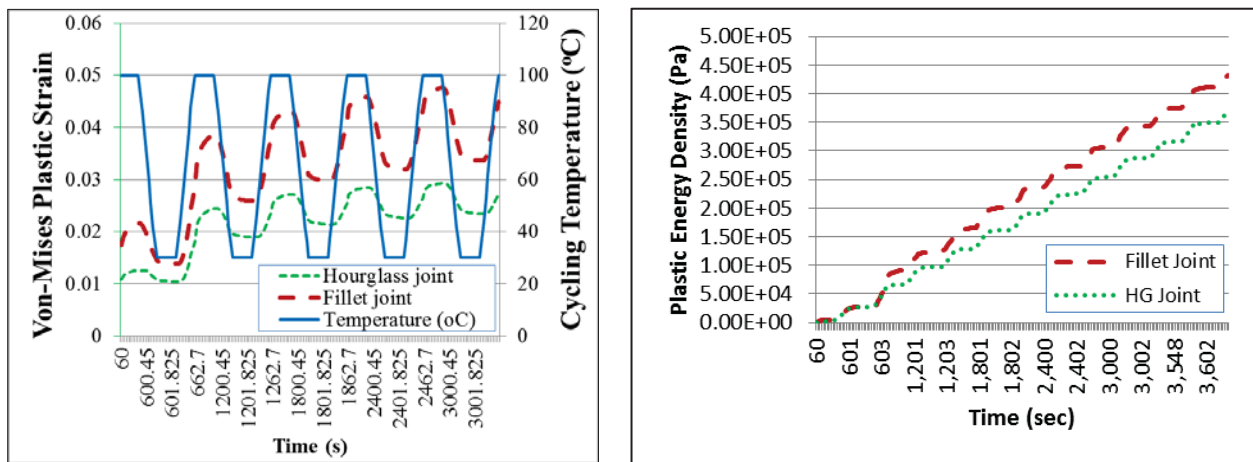 Von-Mises Plastic Strain
0.06
0.05
0.04
0.03
0.02
0.01
0
120
100
80
60
40
20
0
Cycling Temperature (ºC)
Hourglass joint
Fillet joint
Temperature (oC)
60
600.45
601.825
662.7
1200.45
1201.825
1262.7
1800.45
1801.825
1862.7
2400.45
2401.825
2462.7
3000.45
3001.825
Time (s)
Plastic Energy Density (Pa)
5.00E+05
4.50E+05
4.00E+05
3.50E+05
3.00E+05
2.50E+05
2.00E+05
1.50E+05
1.00E+05
5.00E+04
0.00E+00
Fillet Joint
HG Joint
60
601
603
1,201
1,203
1,801
1,802
2,400
2,402
3,000
3,002
3,548
3,602
Time (sec)